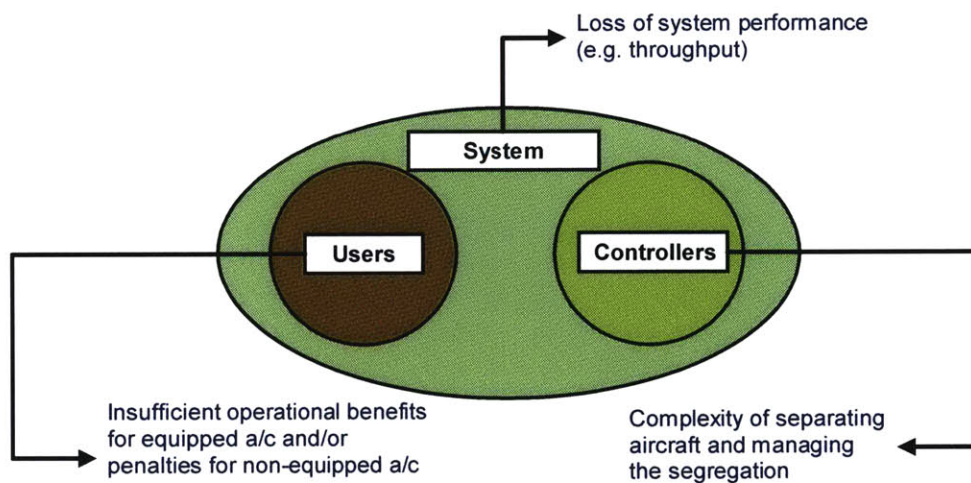 Loss of system performance
(e.g. throughput)
System
Users
Controllers
Insufficient operational benefits
for equipped a/c and/or
penalties for non-equipped a/c
Complexity of separating
aircraft and managing
the segregation